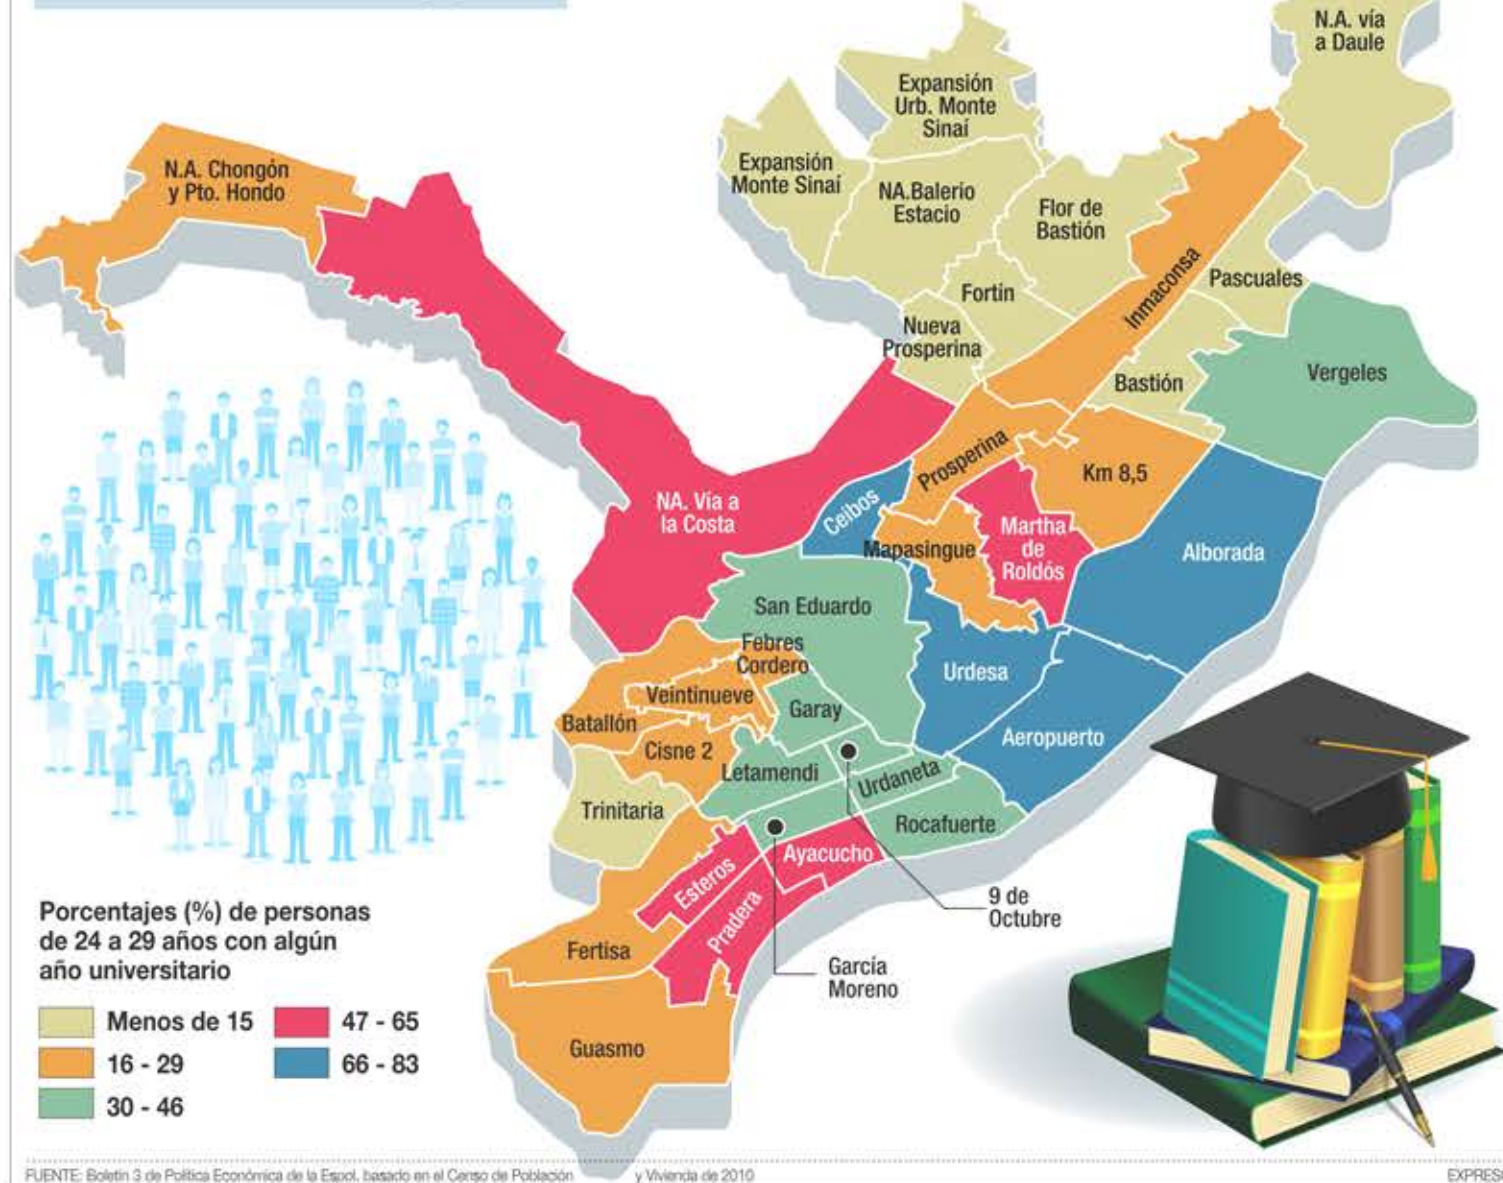 N.A. vía
a Daule
Expansión
Urb. Monte
Sinaí
Expansión
Monte Sinaí
N.A. Chongón
y Pto. Hondo
NA.Balerio
Estacio
Flor de
Bastión
Inmaconsa
Pascuales
Fortin
Nueva
Prosperina
Bastión
Vergeles
Prosperina
Km 8,5
NA. Vía a
la Costa
Ceibos
Martha
de
Roldós
Mapasingue
Alborada
San Eduardo
Febres
Cordero
Urdesa
Veintinueve
Garay
Batallón
Aeropuerto
Cisne 2
Letamendi
Urdaneta
Trinitaria
Rocafuerte
Ayacucho
Esteros
Pradera
9 de
Octubre
Fertisa
García
Moreno
Guasmo
Porcentajes (%) de personas
de 24 a 29 años con algún
año universitario
Menos de 15
16 - 29
30 - 46
47 - 65
66 - 83
FUENTE: Boletín 3 de Política Económica de la Espol, basado en el Censo de Población y Vivienda de 2010
EXPRESO